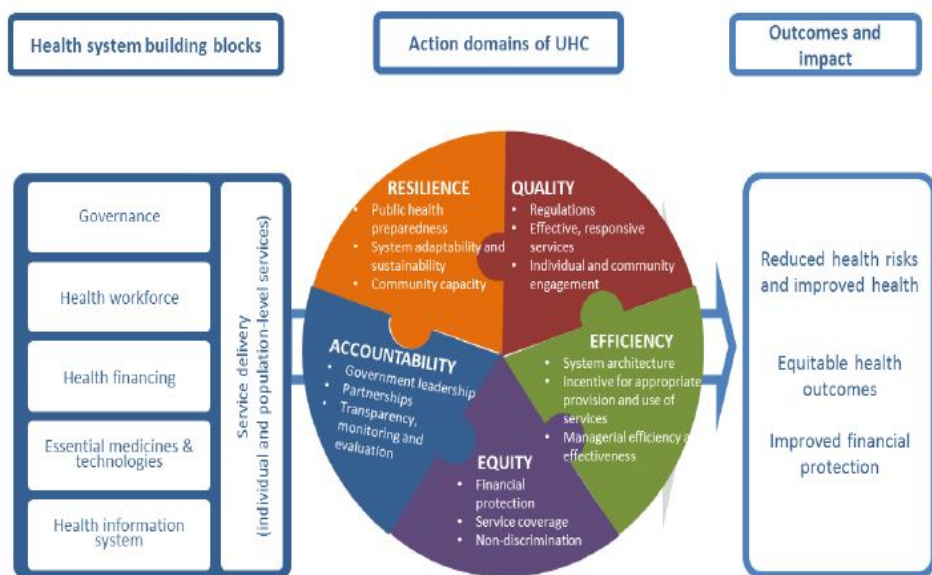 Health system building blocks
Action domains of UHC
Outcomes and
impact
Governance
Health workforce
Health financing
Essential medicines &
technologies
Health information
system
Service delivery
(individual and population-level services)
RESILIENCE
• Public health
preparedness
• System adaptability and
sustainability
• Community capacity
QUALITY
• Regulations
• Effective, responsive
services
• Individual and community
engagement
ACCOUNTABILITY
• Government leadership
• Partnerships
• Transparency,
monitoring and
evaluation
EFFICIENCY
• System architecture
• Incentive for appropriate
provision and use of
services
• Managerial efficiency a
effectiveness
EQUITY
• Financial
protection
• Service coverage
• Non-discrimination
Reduced health risks
and improved health
Equitable health
outcomes
Improved financial
protection